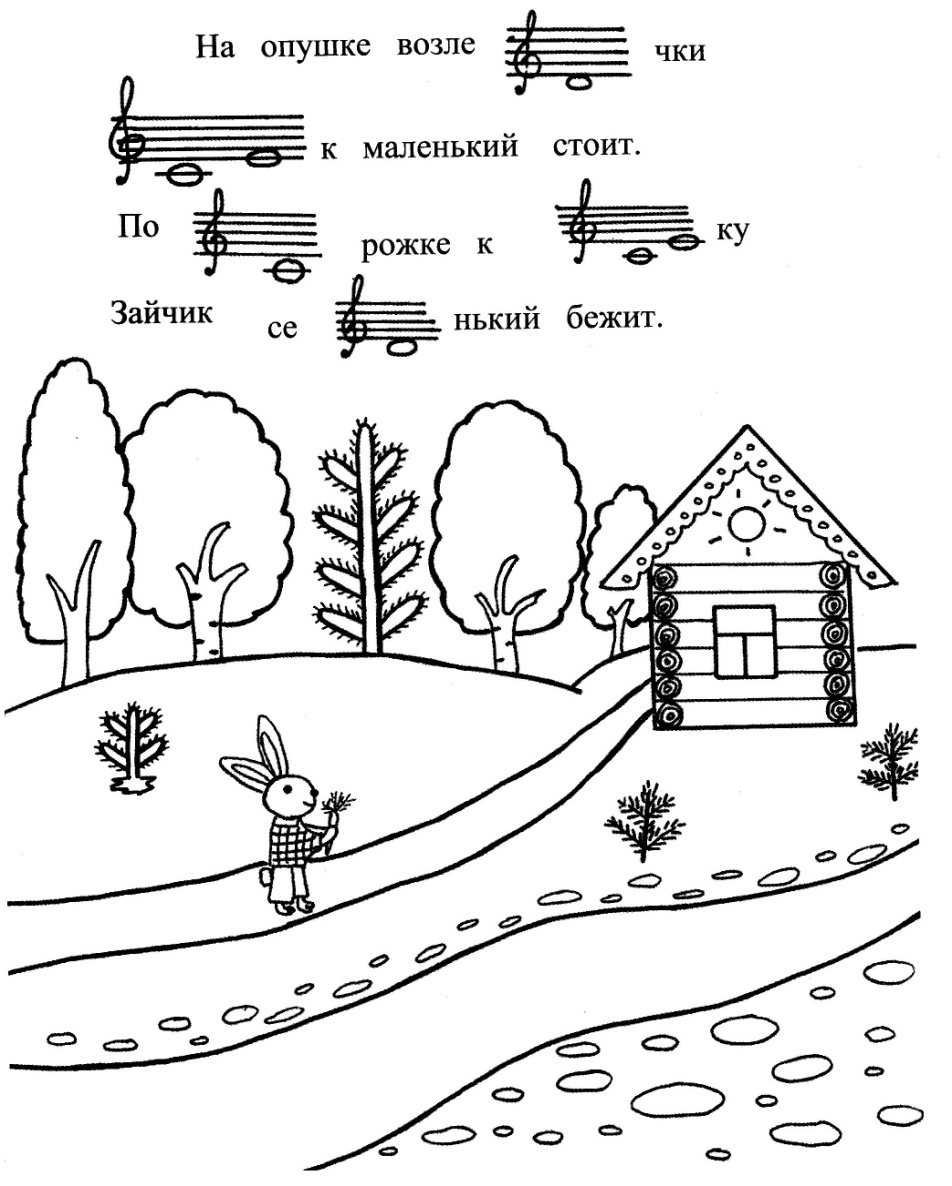 На опушке возле чки
к маленький стоит.
По рожке к ку
Зайчик се нький бежит.